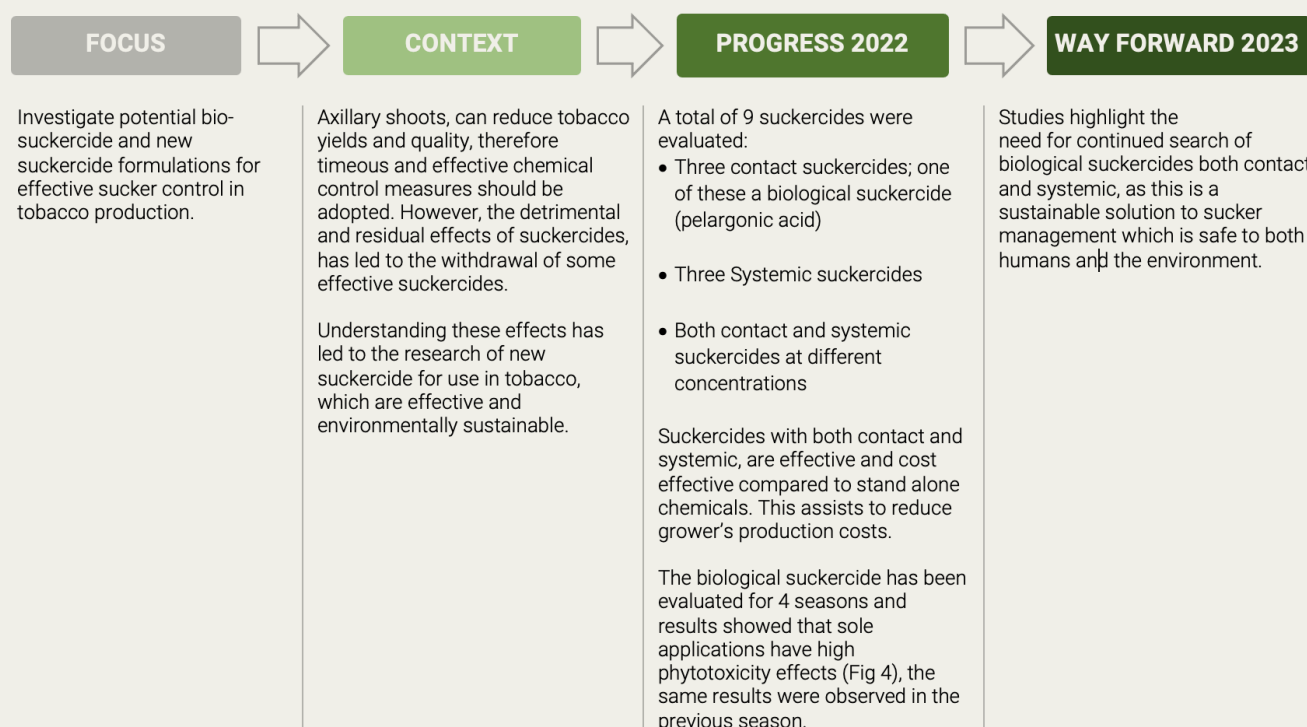 FOCUS
CONTEXT
PROGRESS 2022
WAY FORWARD 2023
Investigate potential bio-
suckercide and new
suckercide formulations for
effective sucker control in
tobacco production.
Axillary shoots, can reduce tobacco
yields and quality, therefore
timeous and effective chemical
control measures should be
adopted. However, the detrimental
and residual effects of suckercides,
has led to the withdrawal of some
effective suckercides.
Understanding these effects has
led to the research of new
suckercide for use in tobacco,
which are effective and
environmentally sustainable.
A total of 9 suckercides were
evaluated:
• Three contact suckercides; one
of these a biological suckercide
(pelargonic acid)
• Three Systemic suckercides
• Both contact and systemic
suckercides at different
concentrations
Suckercides with both contact and
systemic, are effective and cost
effective compared to stand alone
chemicals. This assists to reduce
grower's production costs.
The biological suckercide has been
evaluated for 4 seasons and
results showed that sole
applications have high
phytotoxicity effects (Fig 4), the
same results were observed in the
previous season.
Studies highlight the
need for continued search of
biological suckercides both contact
and systemic, as this is a
sustainable solution to sucker
management which is safe to both
humans and the environment.